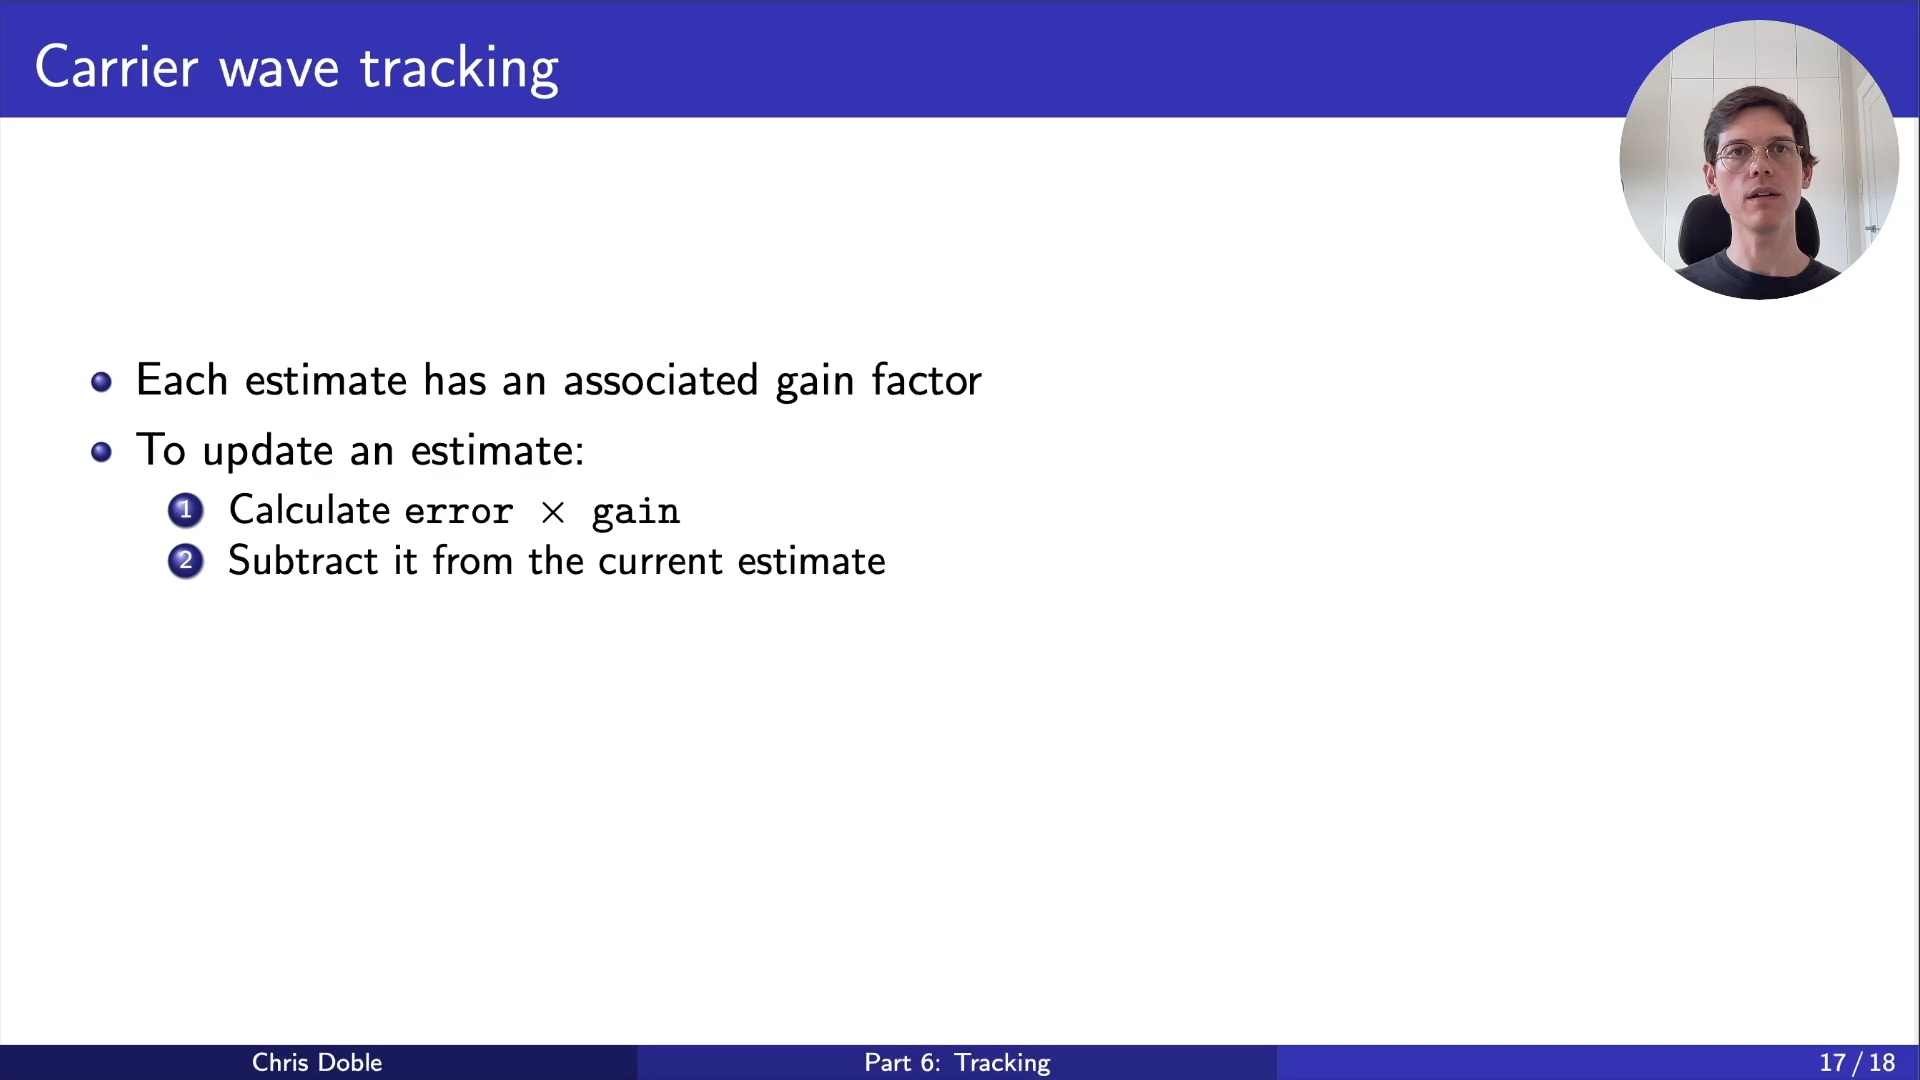 Carrier wave tracking
Each estimate has an associated gain factor
To update an estimate:
1 Calculate error × gain
2 Subtract it from the current estimate
Chris Doble
Part 6: Tracking
17 / 18